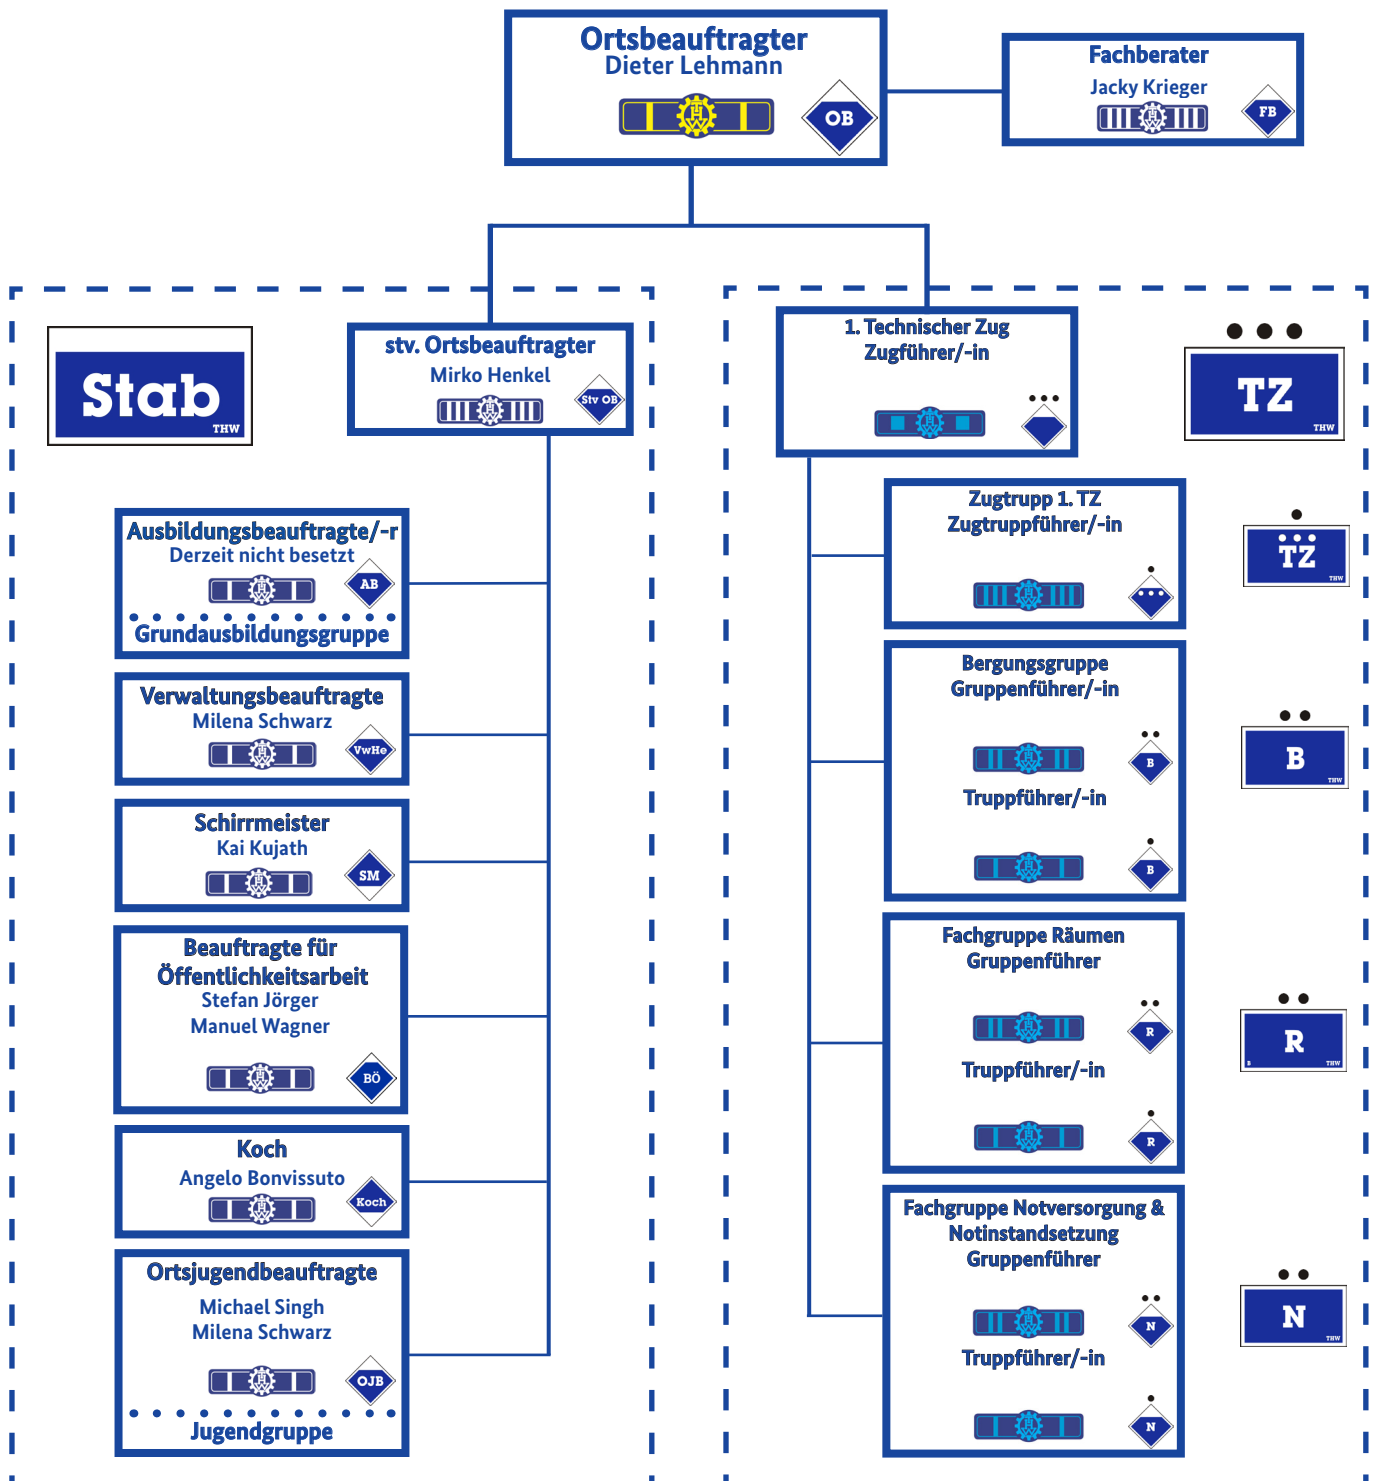 Ortsbeauftragter
Dieter Lehmann
OB
Fachberater
Jacky Krieger
FB
Stab
THW
stv. Ortsbeauftragter
Mirko Henkel
Stv OB
Ausbildungsbeauftragte/-r
Derzeit nicht besetzt
AB
Grundausbildungsgruppe
Verwaltungsbeauftragte
Milena Schwarz
VwHe
Schirrmeister
Kai Kujath
SM
Beauftragte für
Öffentlichkeitsarbeit
Stefan Jörger
Manuel Wagner
BÖ
Koch
Angelo Bonvissuto
Koch
Ortsjugendbeauftragte
Michael Singh
Milena Schwarz
OJB
Jugendgruppe
1. Technischer Zug
Zugführer/-in
TZ
THW
Zugtrupp 1. TZ
Zugtruppführer/-in
TZ
THW
Bergungsgruppe
Gruppenführer/-in
B
Truppführer/-in
B
B
THW
Fachgruppe Räumen
Gruppenführer
R
Truppführer/-in
R
R
B
THW
Fachgruppe Notversorgung &
Notinstandsetzung
Gruppenführer
N
Truppführer/-in
N
N
THW